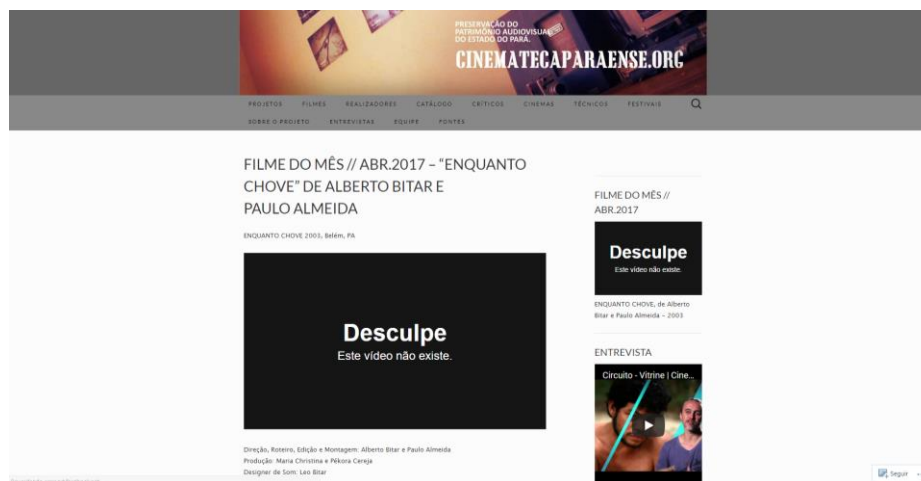 PRESERVAÇÃO DO
PATRIMÔNIO AUDIOVISUAL
DO ESTADO DO PARÁ.
CINEMATECAPARAENSE.ORG
PROJETOS FILMES REALIZADORES CATÁLOGO CRÍTICOS CINEMAS TÉCNICOS FESTIVAIS
SOBRE O PROJETO ENTREVISTAS EQUIPE FONTES
FILME DO MÊS // ABR.2017 – “ENQUANTO
CHOVE” DE ALBERTO BITAR E
PAULO ALMEIDA
ENQUANTO CHOVE 2003, Belém, PA
Desculpe
Este vídeo não existe.
Direção, Roteiro, Edição e Montagem: Alberto Bitar e Paulo Almeida
Produção: Maria Christina e Pékora Cereja
Designer de Som: Leo Bitar
FILME DO MÊS //
ABR.2017
Desculpe
Este vídeo não existe.
ENQUANTO CHOVE, de Alberto
Bitar e Paulo Almeida – 2003
ENTREVISTA
Circuito - Vitrine | Cine...
Seguir